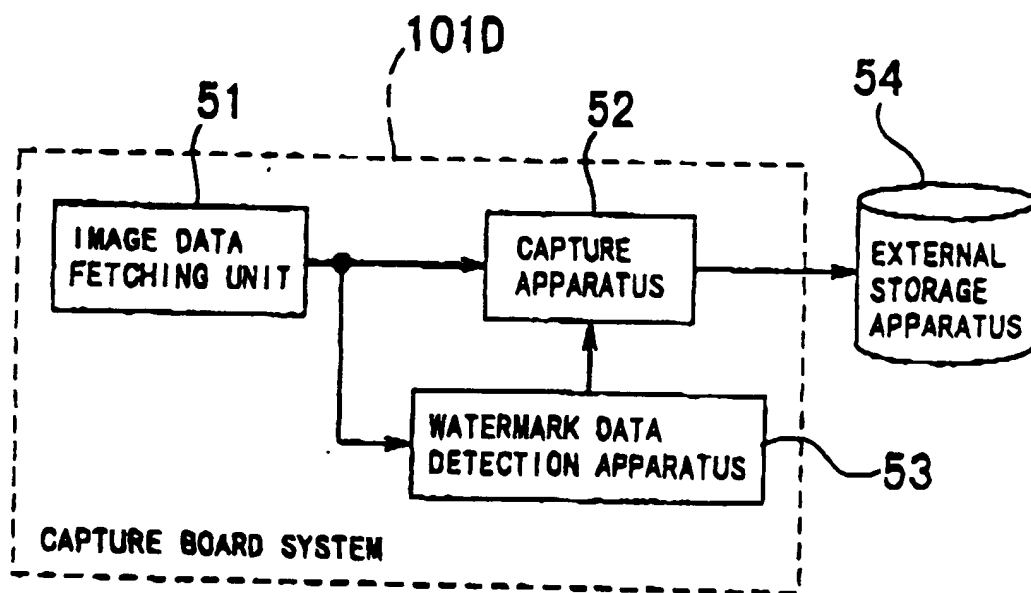 101D
51
52
54
IMAGE DATA
FETCHING UNIT
CAPTURE
APPARATUS
EXTERNAL
STORAGE
APPARATUS
WATERMARK DATA
DETECTION APPARATUS
53
CAPTURE BOARD SYSTEM